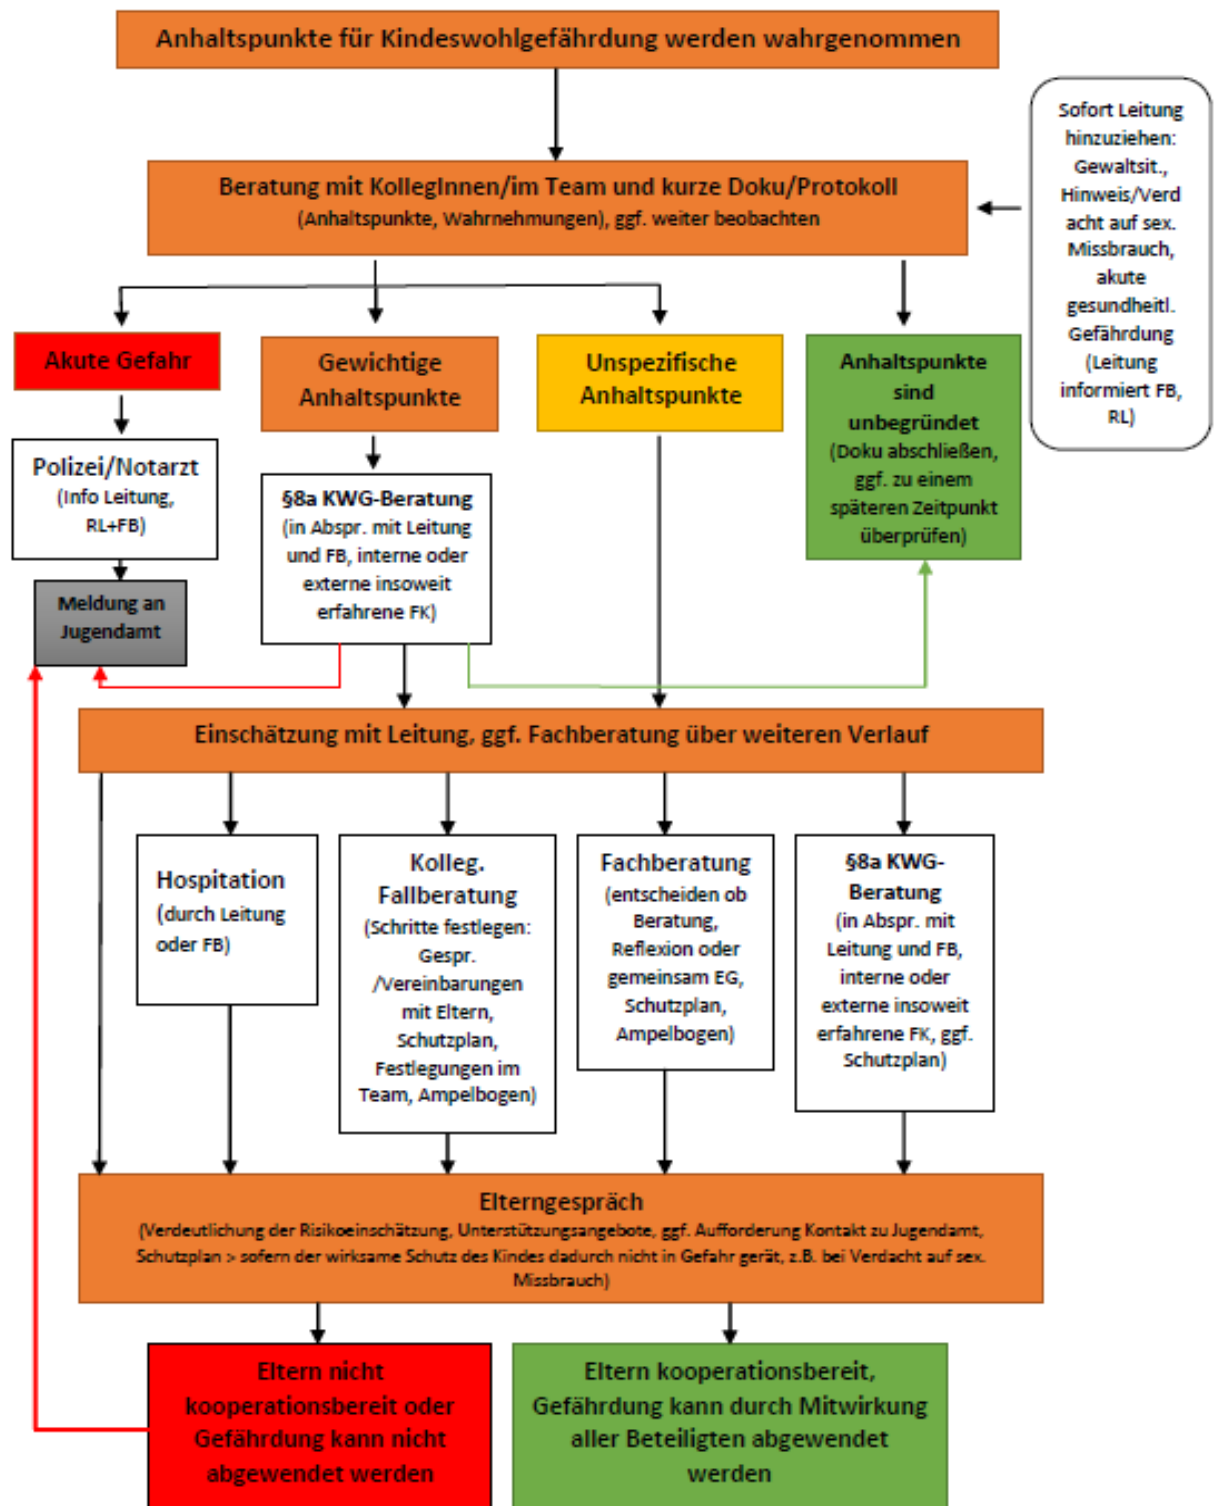 Anhaltspunkte für Kindeswohlgefährdung werden wahrgenommen
Sofort Leitung
hinzuziehen:
Gewaltsit.,
Hinweis/Verd
acht auf sex.
Missbrauch,
akute
gesundheitl.
Gefährdung
(Leitung
informiert FB,
RL)
Beratung mit KollegInnen/im Team und kurze Doku/Protokoll
(Anhaltspunkte, Wahrnehmungen), ggf. weiter beobachten
Akute Gefahr
Gewichtige
Anhaltspunkte
Unspezifische
Anhaltspunkte
Anhaltspunkte
sind
unbegründet
(Doku abschließen,
ggf. zu einem
späteren Zeitpunkt
überprüfen)
Polizei/Notarzt
(Info Leitung,
RL+FB)
§8a KWG-Beratung
(in Abspr. mit Leitung
und FB, interne oder
externe insoweit
erfahrene FK)
Meldung an
Jugendamt
Einschätzung mit Leitung, ggf. Fachberatung über weiteren Verlauf
Hospitation
(durch Leitung
oder FB)
Kolleg.
Fallberatung
(Schritte festlegen:
Gespr.
/Vereinbarungen
mit Eltern,
Schutzplan,
Festlegungen im
Team, Ampelbogen)
Fachberatung
(entscheiden ob
Beratung,
Reflexion oder
gemeinsam EG,
Schutzplan,
Ampelbogen)
§8a KWG-
Beratung
(in Abspr. mit
Leitung und FB,
interne oder
externe insoweit
erfahrene FK, ggf.
Schutzplan)
Elterngespräch
(Verdeutlichung der Risikoeinschätzung, Unterstützungsangebote, ggf. Aufforderung Kontakt zu Jugendamt,
Schutzplan > sofern der wirksame Schutz des Kindes dadurch nicht in Gefahr gerät, z.B. bei Verdacht auf sex.
Missbrauch)
Eltern nicht
kooperationsbereit oder
Gefährdung kann nicht
abgewendet werden
Eltern kooperationsbereit,
Gefährdung kann durch Mitwirkung
aller Beteiligten abgewendet
werden